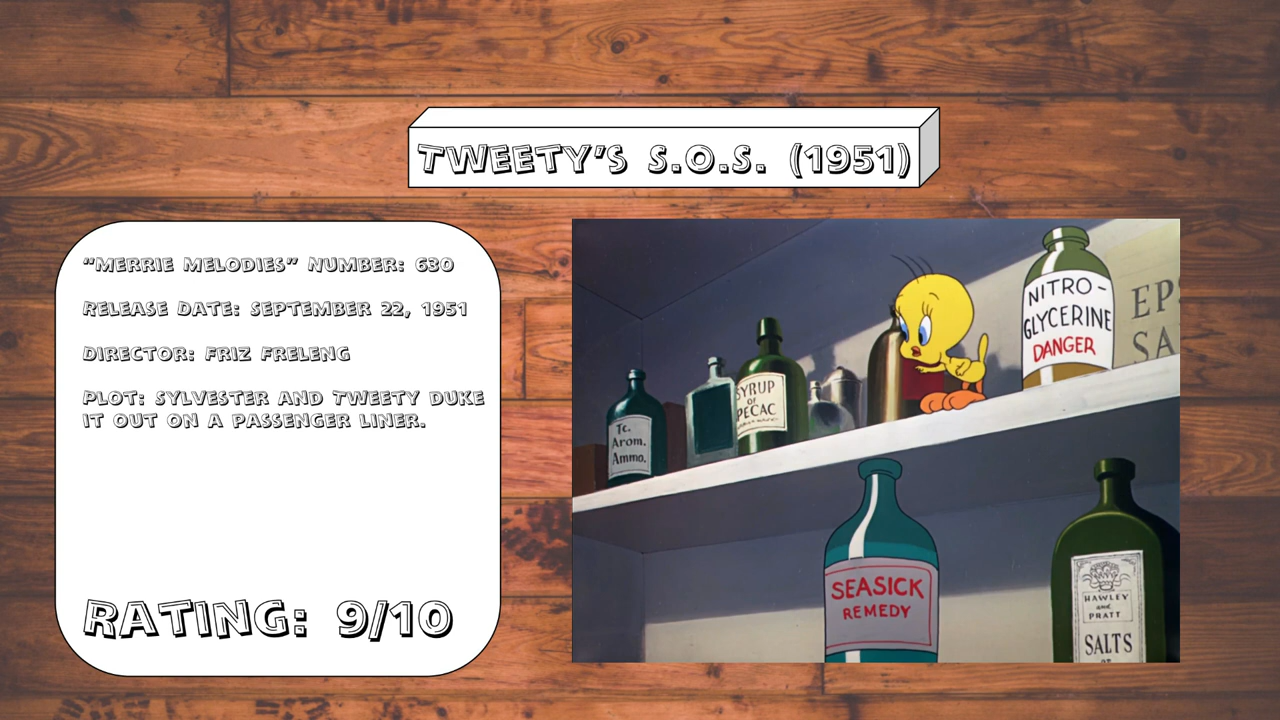 TWEETY'S S.O.S. (1951)
"MERRIE MELODIES" NUMBER: 630
RELEASE DATE: SEPTEMBER 22, 1951
DIRECTOR: FRIZ FRELENG
PLOT: SYLVESTER AND TWEETY DUKE
IT OUT ON A PASSENGER LINER.
RATING: 9/10
NITRO-
GLYCERINE
DANGER
EPS
SA
SYRUP
OF
IPECAC
Tc.
Arom.
Ammo.
SEASICK
REMEDY
HAWLEY
and
PRATT
SALTS